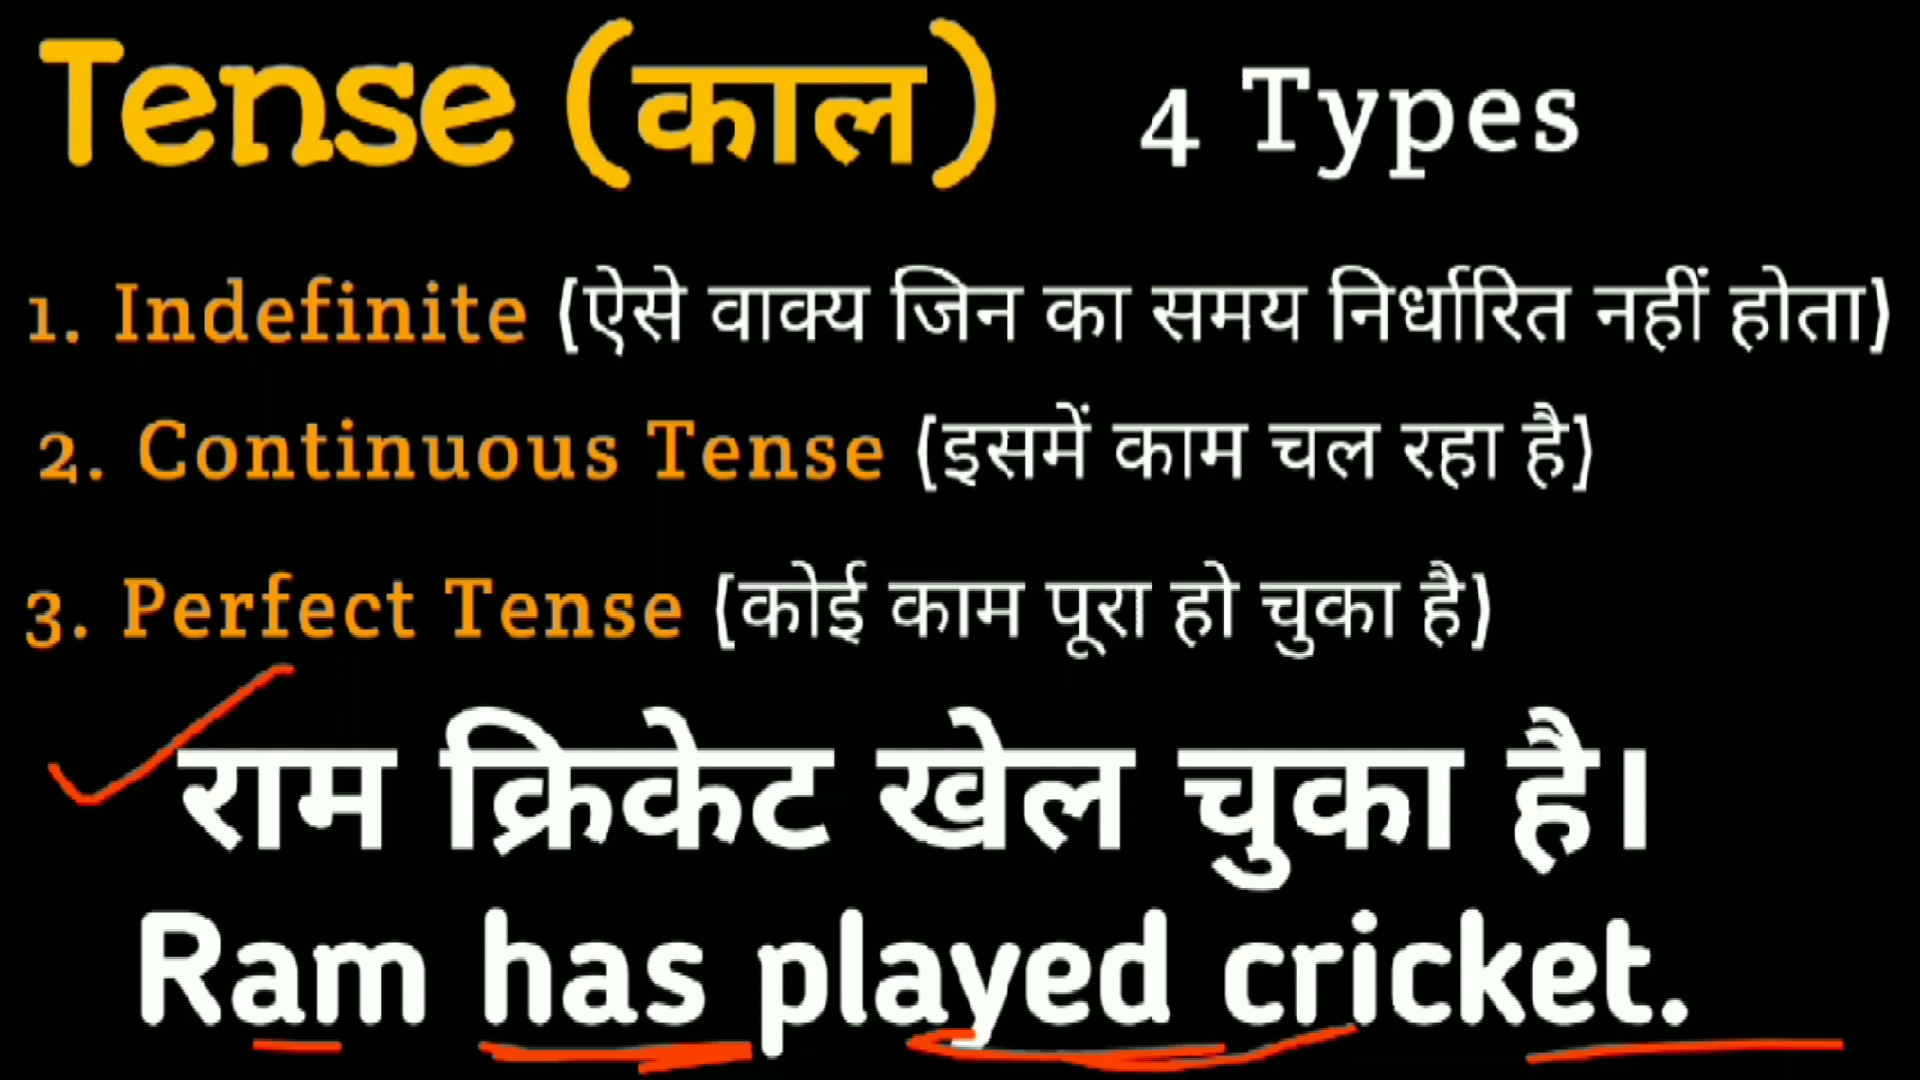 Tense (काल) 4 Types
1. Indefinite (ऐसे वाक्य जिन का समय निर्धारित नहीं होता)
2. Continuous Tense (इसमें काम चल रहा है)
3. Perfect Tense (कोई काम पूरा हो चुका है)
राम क्रिकेट खेल चुका है।
Ram has played cricket.